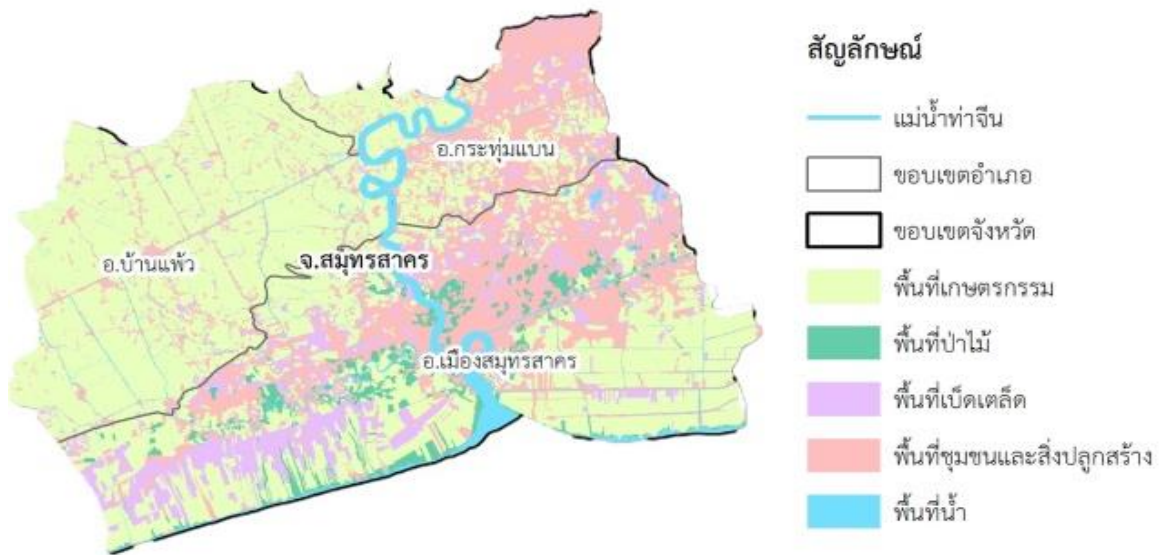 สัญลักษณ์
แม่น้ำท่าจีน
ขอบเขตอำเภอ
ขอบเขตจังหวัด
พื้นที่เกษตรกรรม
พื้นที่ป่าไม้
พื้นที่เบ็ดเตล็ด
พื้นที่ชุมชนและสิ่งปลูกสร้าง
พื้นที่น้ำ
อ.กระทุ่มแบน
อ.บ้านแพ้ว
จ.สมุทรสาคร
อ.เมืองสมุทรสาคร